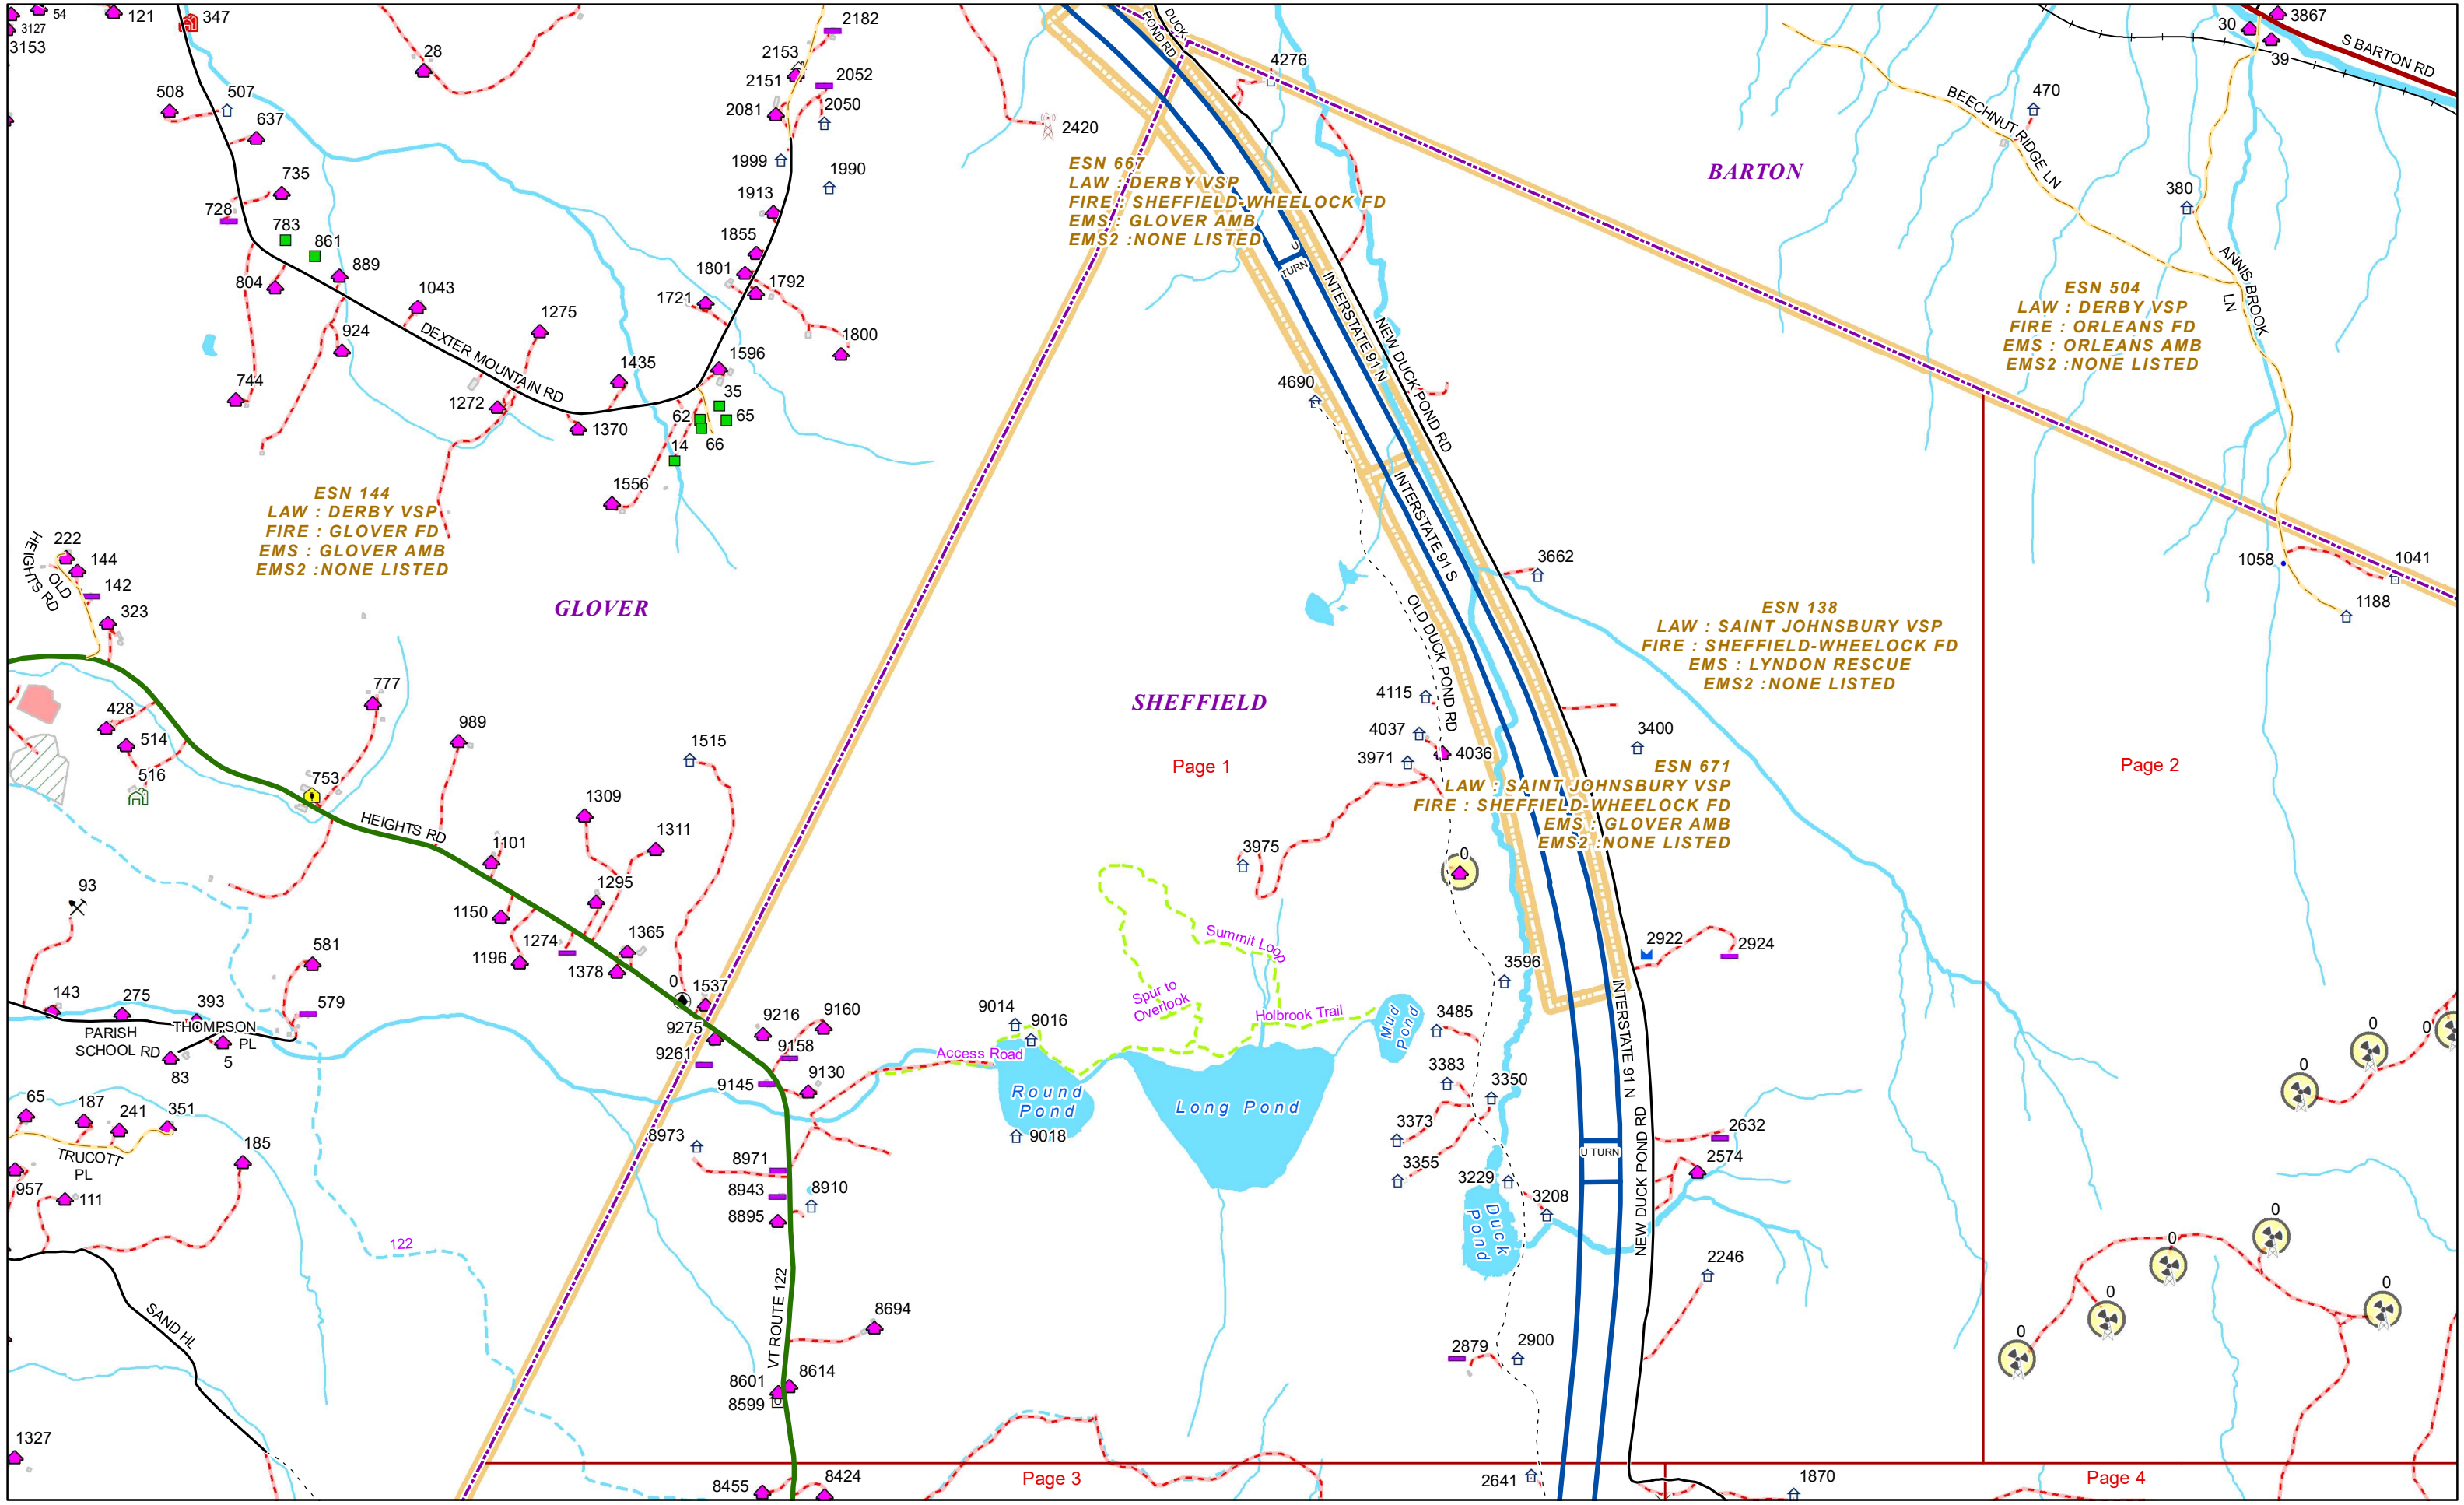 54
121
347
3127
3153
28
2182
2153
2151
2052
2081
2050
508
507
637
1999
1990
735
1913
728
783
861
1855
889
1801
1792
804
1043
1721
924
1275
1800
DEXTER MOUNTAIN RD
1435
1596
744
1272
35
62
65
1370
66
14
1556
ESN 144
LAW : DERBY VSP
FIRE : GLOVER FD
EMS : GLOVER AMB
EMS2 :NONE LISTED
GLOVER
DUCK
POND RD
4276
2420
ESN 667
LAW : DERBY VSP
FIRE : SHEFFIELD-WHEELOCK FD
EMS : GLOVER AMB
EMS2 :NONE LISTED
U
TURN
INTERSTATE 91 N
NEW DUCK POND RD
4690
INTERSTATE 91 S
OLD DUCK POND RD
BARTON
30
3867
S BARTON RD
39
470
BEECHNUT RIDGE LN
380
ANNIS BROOK
LN
ESN 504
LAW : DERBY VSP
FIRE : ORLEANS FD
EMS : ORLEANS AMB
EMS2 :NONE LISTED
1058
1041
1188
3662
ESN 138
LAW : SAINT JOHNSBURY VSP
FIRE : SHEFFIELD-WHEELOCK FD
EMS : LYNDON RESCUE
EMS2 :NONE LISTED
222
HEIGHTS RD
OLD
144
142
323
777
428
514
989
516
753
1515
HEIGHTS RD
1309
1101
1311
93
1295
1150
1274
1365
1196
1378
581
0
1537
143
275
393
579
PARISH
SCHOOL RD
THOMPSON
PL
83
5
65
187
241
351
185
TRUCOTT
PL
957
111
122
SAND HL
1327
SHEFFIELD
Page 1
4115
4037
4036
3971
3400
ESN 671
LAW : SAINT JOHNSBURY VSP
FIRE : SHEFFIELD-WHEELOCK FD
EMS : GLOVER AMB
EMS2 :NONE LISTED
3975
0
Page 2
Summit Loop
Spur to
Overlook
Holbrook Trail
Mud
Pond
3596
2922
2924
INTERSTATE 91 N
9275
9216
9160
9014
9016
3485
9261
9158
Access Road
9145
9130
Round
Pond
Long Pond
3383
3350
8973
9018
3373
NEW DUCK POND RD
2632
U TURN
8971
3355
2574
8943
8910
3229
3208
8895
Duck
Pond
2246
VT ROUTE 122
8694
2879
2900
8601
8614
8599
0
0
0
0
0
0
0
0
8455
8424
Page 3
2641
1870
Page 4